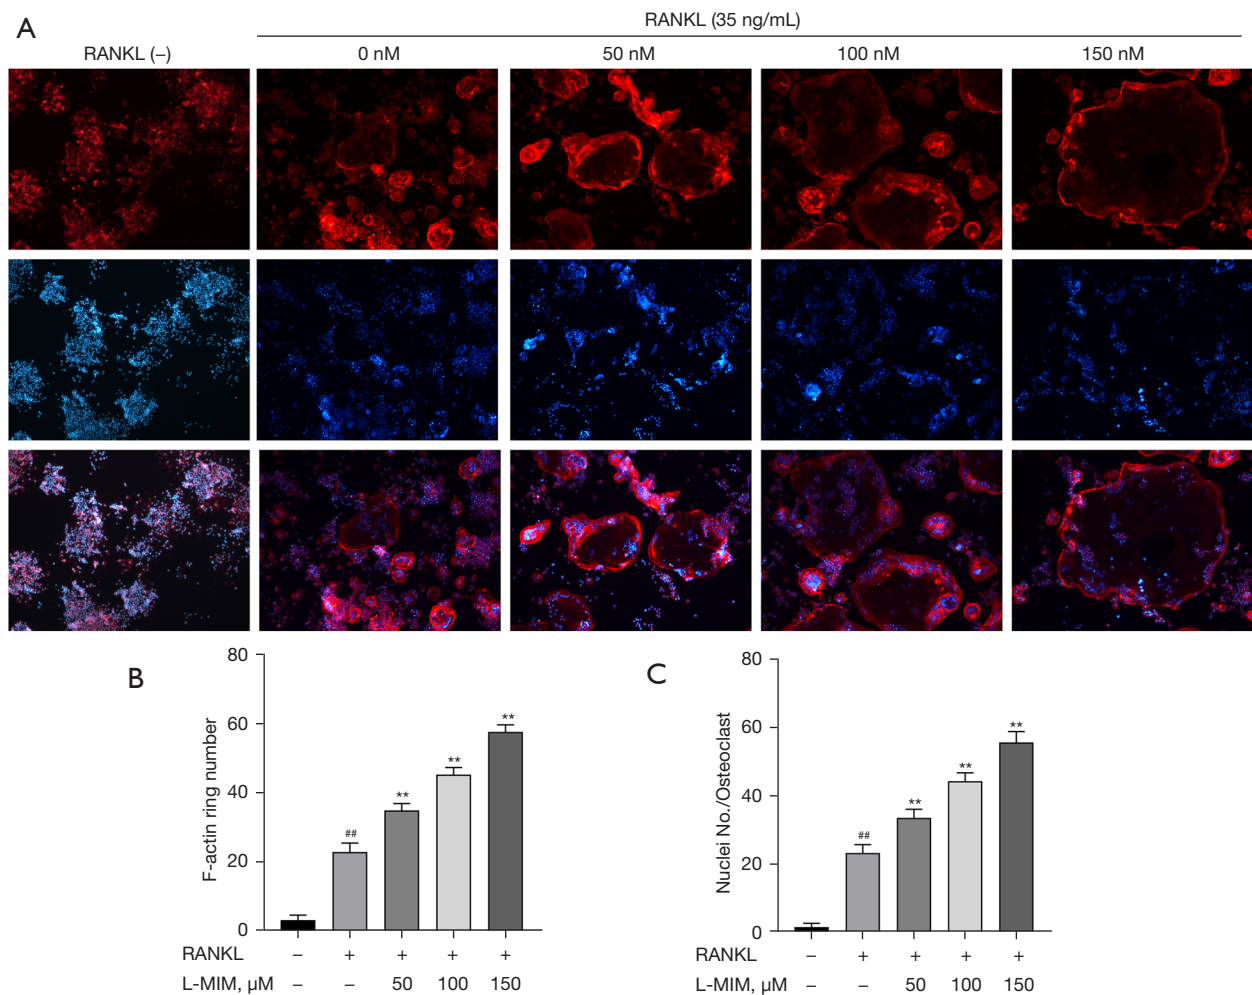 A
RANKL (35 ng/mL)
RANKL (–)
0 nM
50 nM
100 nM
150 nM
B
F-actin ring number
80
60
40
20
0
##
**
**
**
RANKL – + + + +
L-MIM, µM – – 50 100 150
C
Nuclei No./Osteoclast
80
60
40
20
0
##
**
**
**
RANKL – + + + +
L-MIM, µM – – 50 100 150